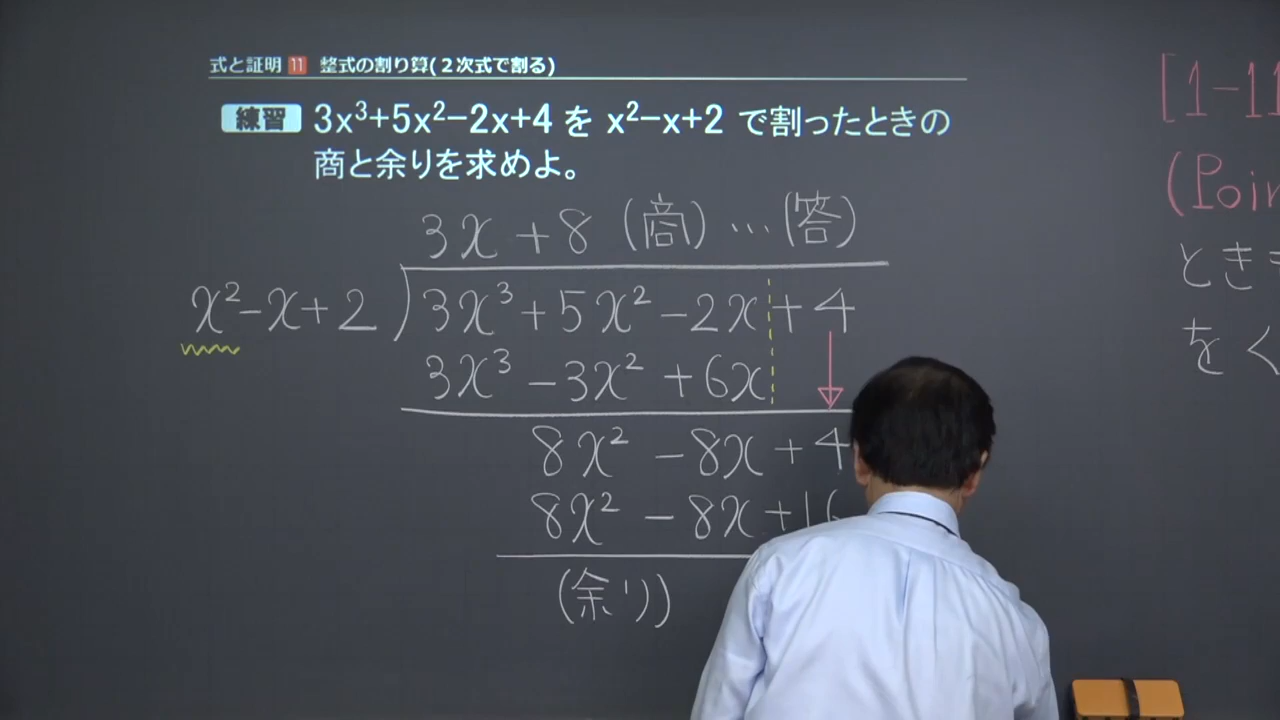 式と証明 11 整式の割り算(2次式で割る)
練習 3x³+5x²−2x+4 を x²−x+2 で割ったときの
商と余りを求めよ。
3x + 8 (商) … (答)
x²−x+2 ) 3x³ + 5x² − 2x + 4
3x³ − 3x² + 6x
8x² − 8x + 4
8x² − 8x + 16
(余り)
[1-11
とき
をく